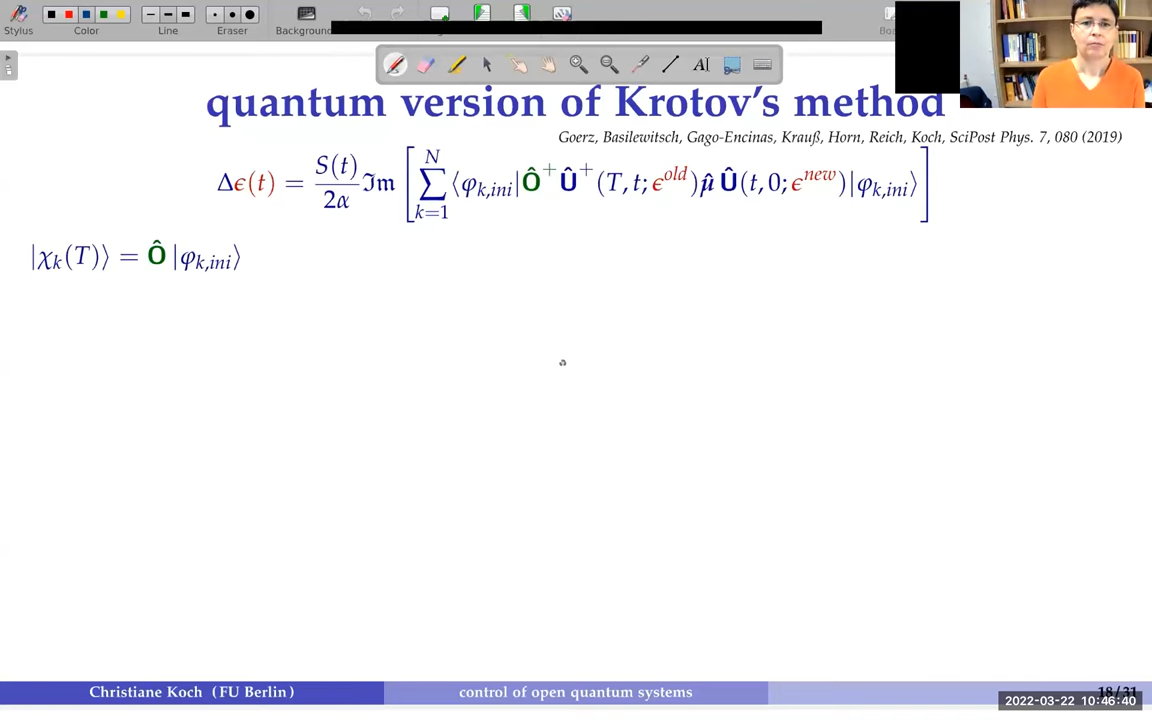 Stylus
Color
Line
Eraser
Background
quantum version of Krotov's method
Goerz, Basilewitsch, Gago-Encinas, Krauß, Horn, Reich, Koch, SciPost Phys. 7, 080 (2019)
Δϵ(t) = S(t)/2α ℑm [ ∑_{k=1}^{N} ⟨φ_{k,ini}|Ô⁺Û⁺(T, t; ϵ^{old})μ̂ Û(t, 0; ϵ^{new})|φ_{k,ini}⟩ ]
|χ_k(T)⟩ = Ô |φ_{k,ini}⟩
Christiane Koch (FU Berlin)
control of open quantum systems
18 / 31
2022-03-22 10:46:40